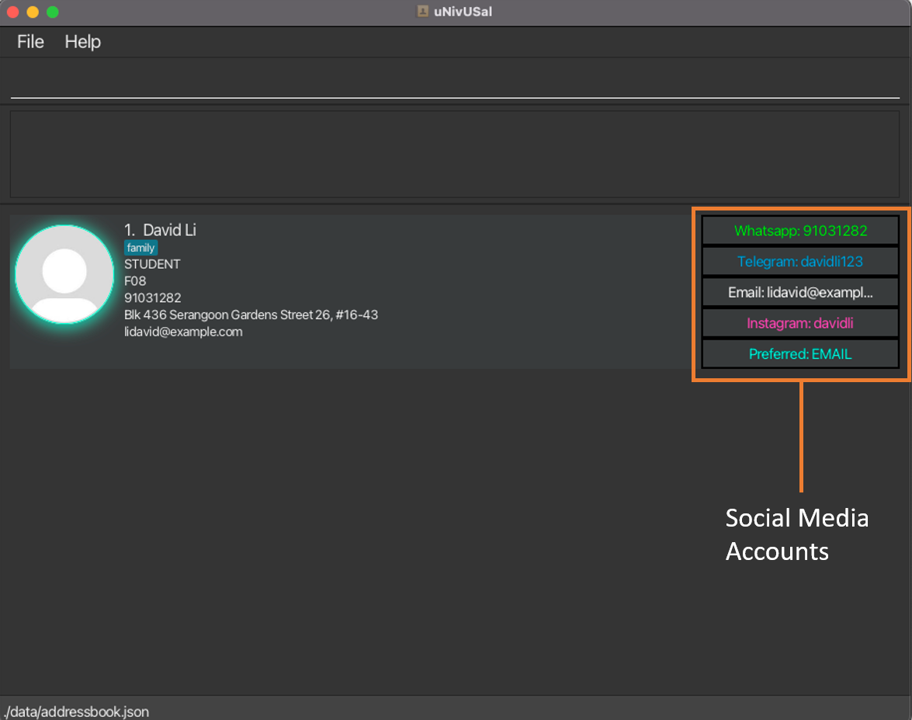 uNivUSal
File Help
1. David Li
family
STUDENT
F08
91031282
Blk 436 Serangoon Gardens Street 26, #16-43
lidavid@example.com
Whatsapp: 91031282
Telegram: davidli123
Email: lidavid@exampl...
Instagram: davidli
Preferred: EMAIL
Social Media
Accounts
./data/addressbook.json